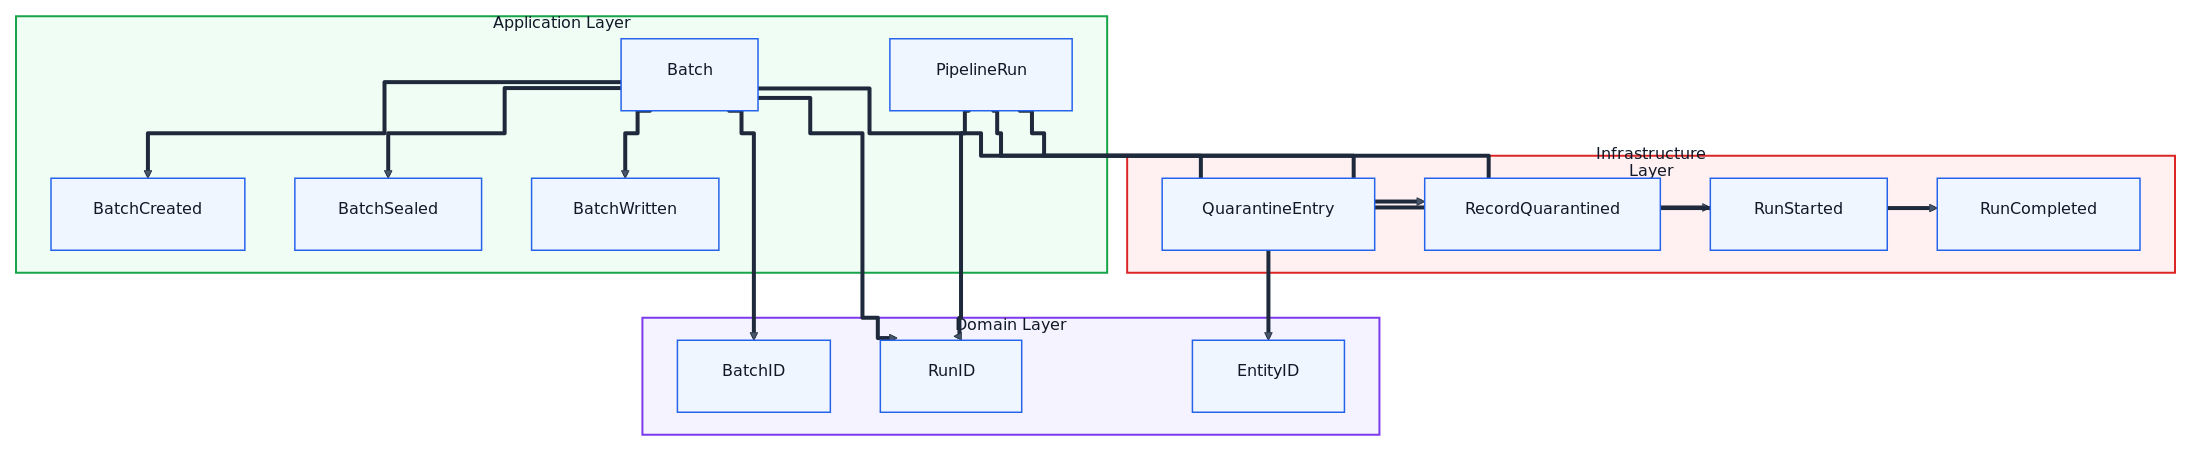 Application Layer
Batch
PipelineRun
Infrastructure
Layer
BatchCreated
BatchSealed
BatchWritten
QuarantineEntry
RecordQuarantined
RunStarted
RunCompleted
Domain Layer
BatchID
RunID
EntityID